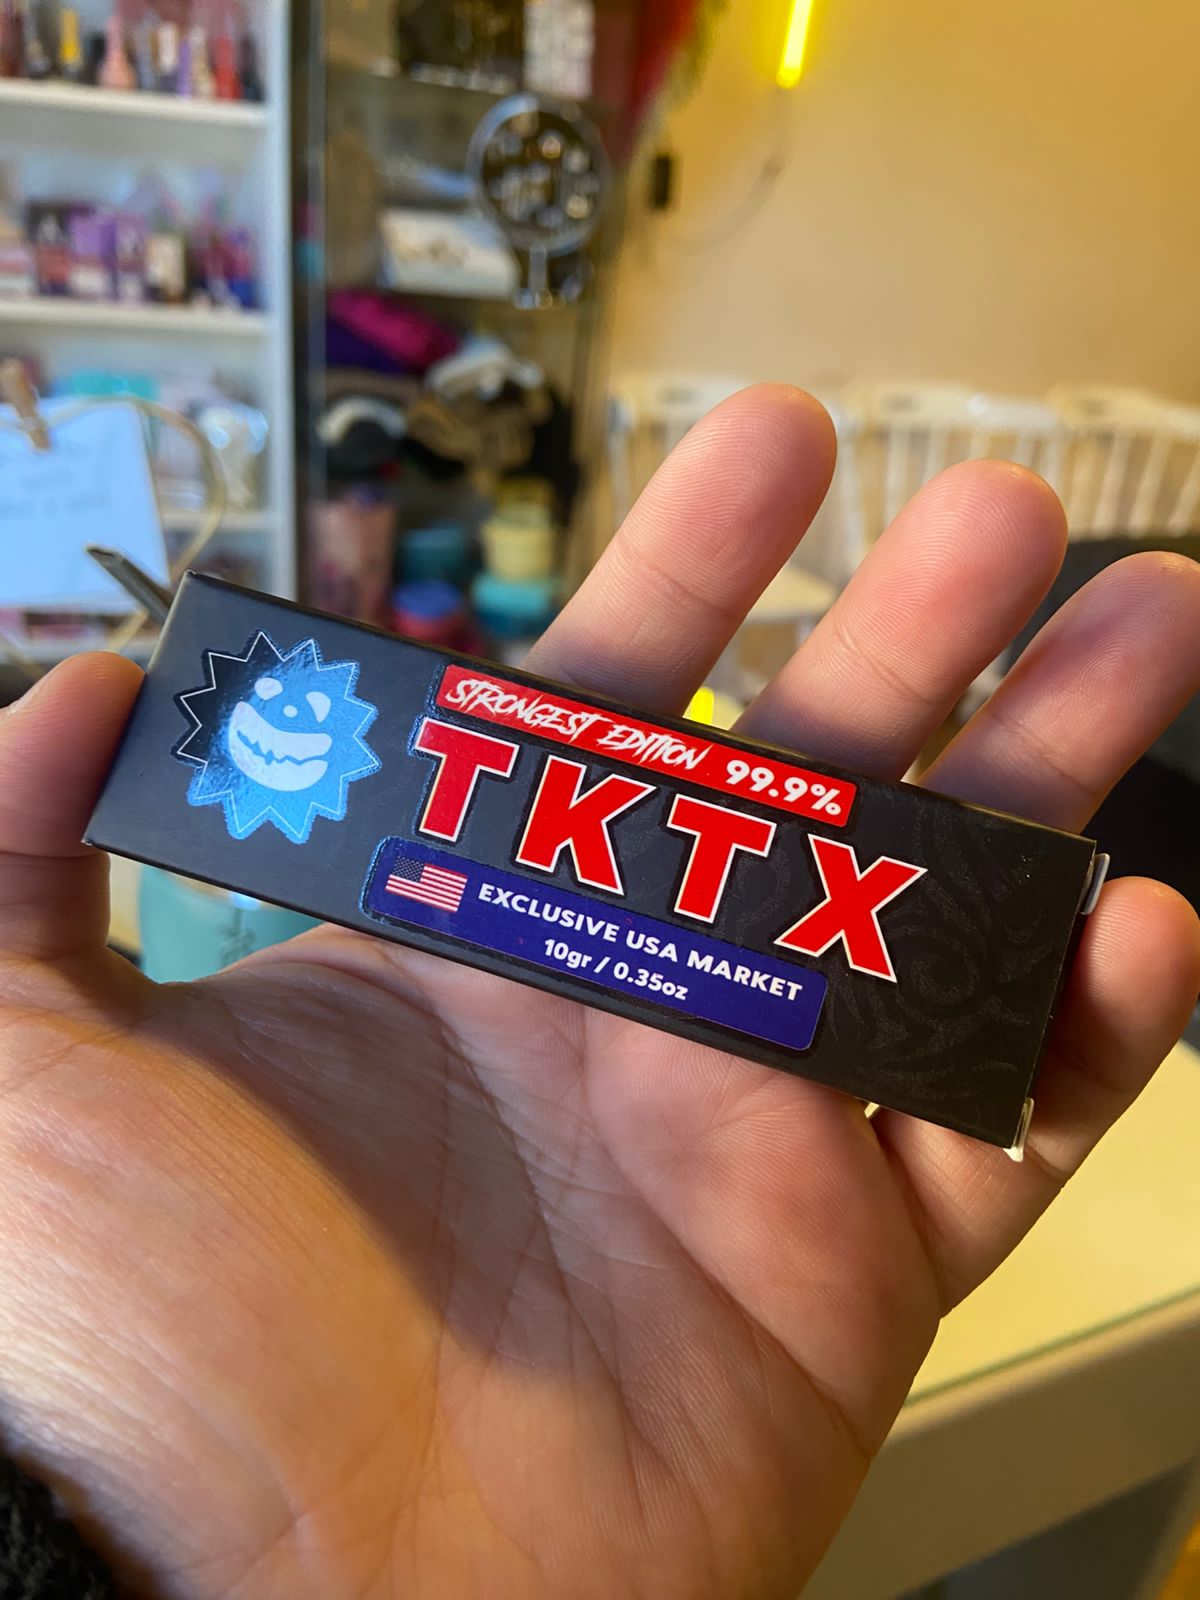 STRONGEST EDITION 99.9%
TKTX
EXCLUSIVE USA MARKET
10gr / 0.35oz